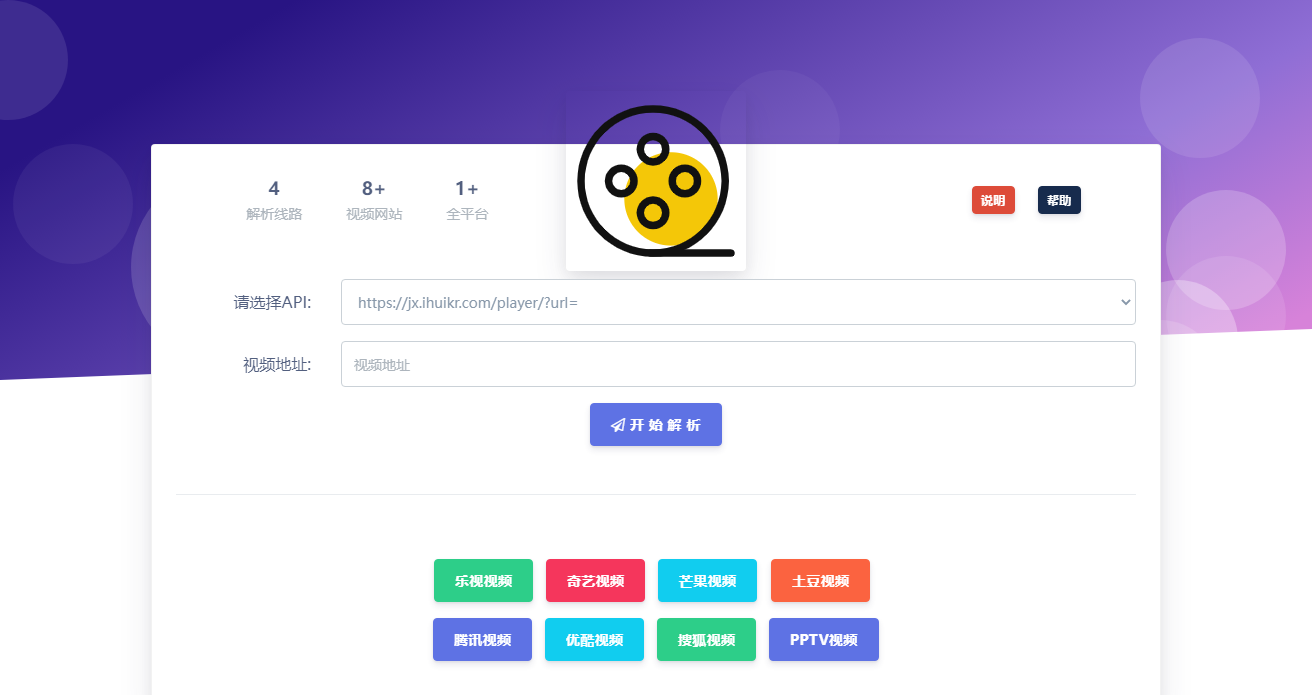 4 8+ 1+
解析线路 视频网站 全平台
说明 帮助
请选择API: https://jx.ihuikr.com/player/?url=
视频地址: 视频地址
开 始 解 析
乐视视频 奇艺视频 芒果视频 土豆视频
腾讯视频 优酷视频 搜狐视频 PPTV视频